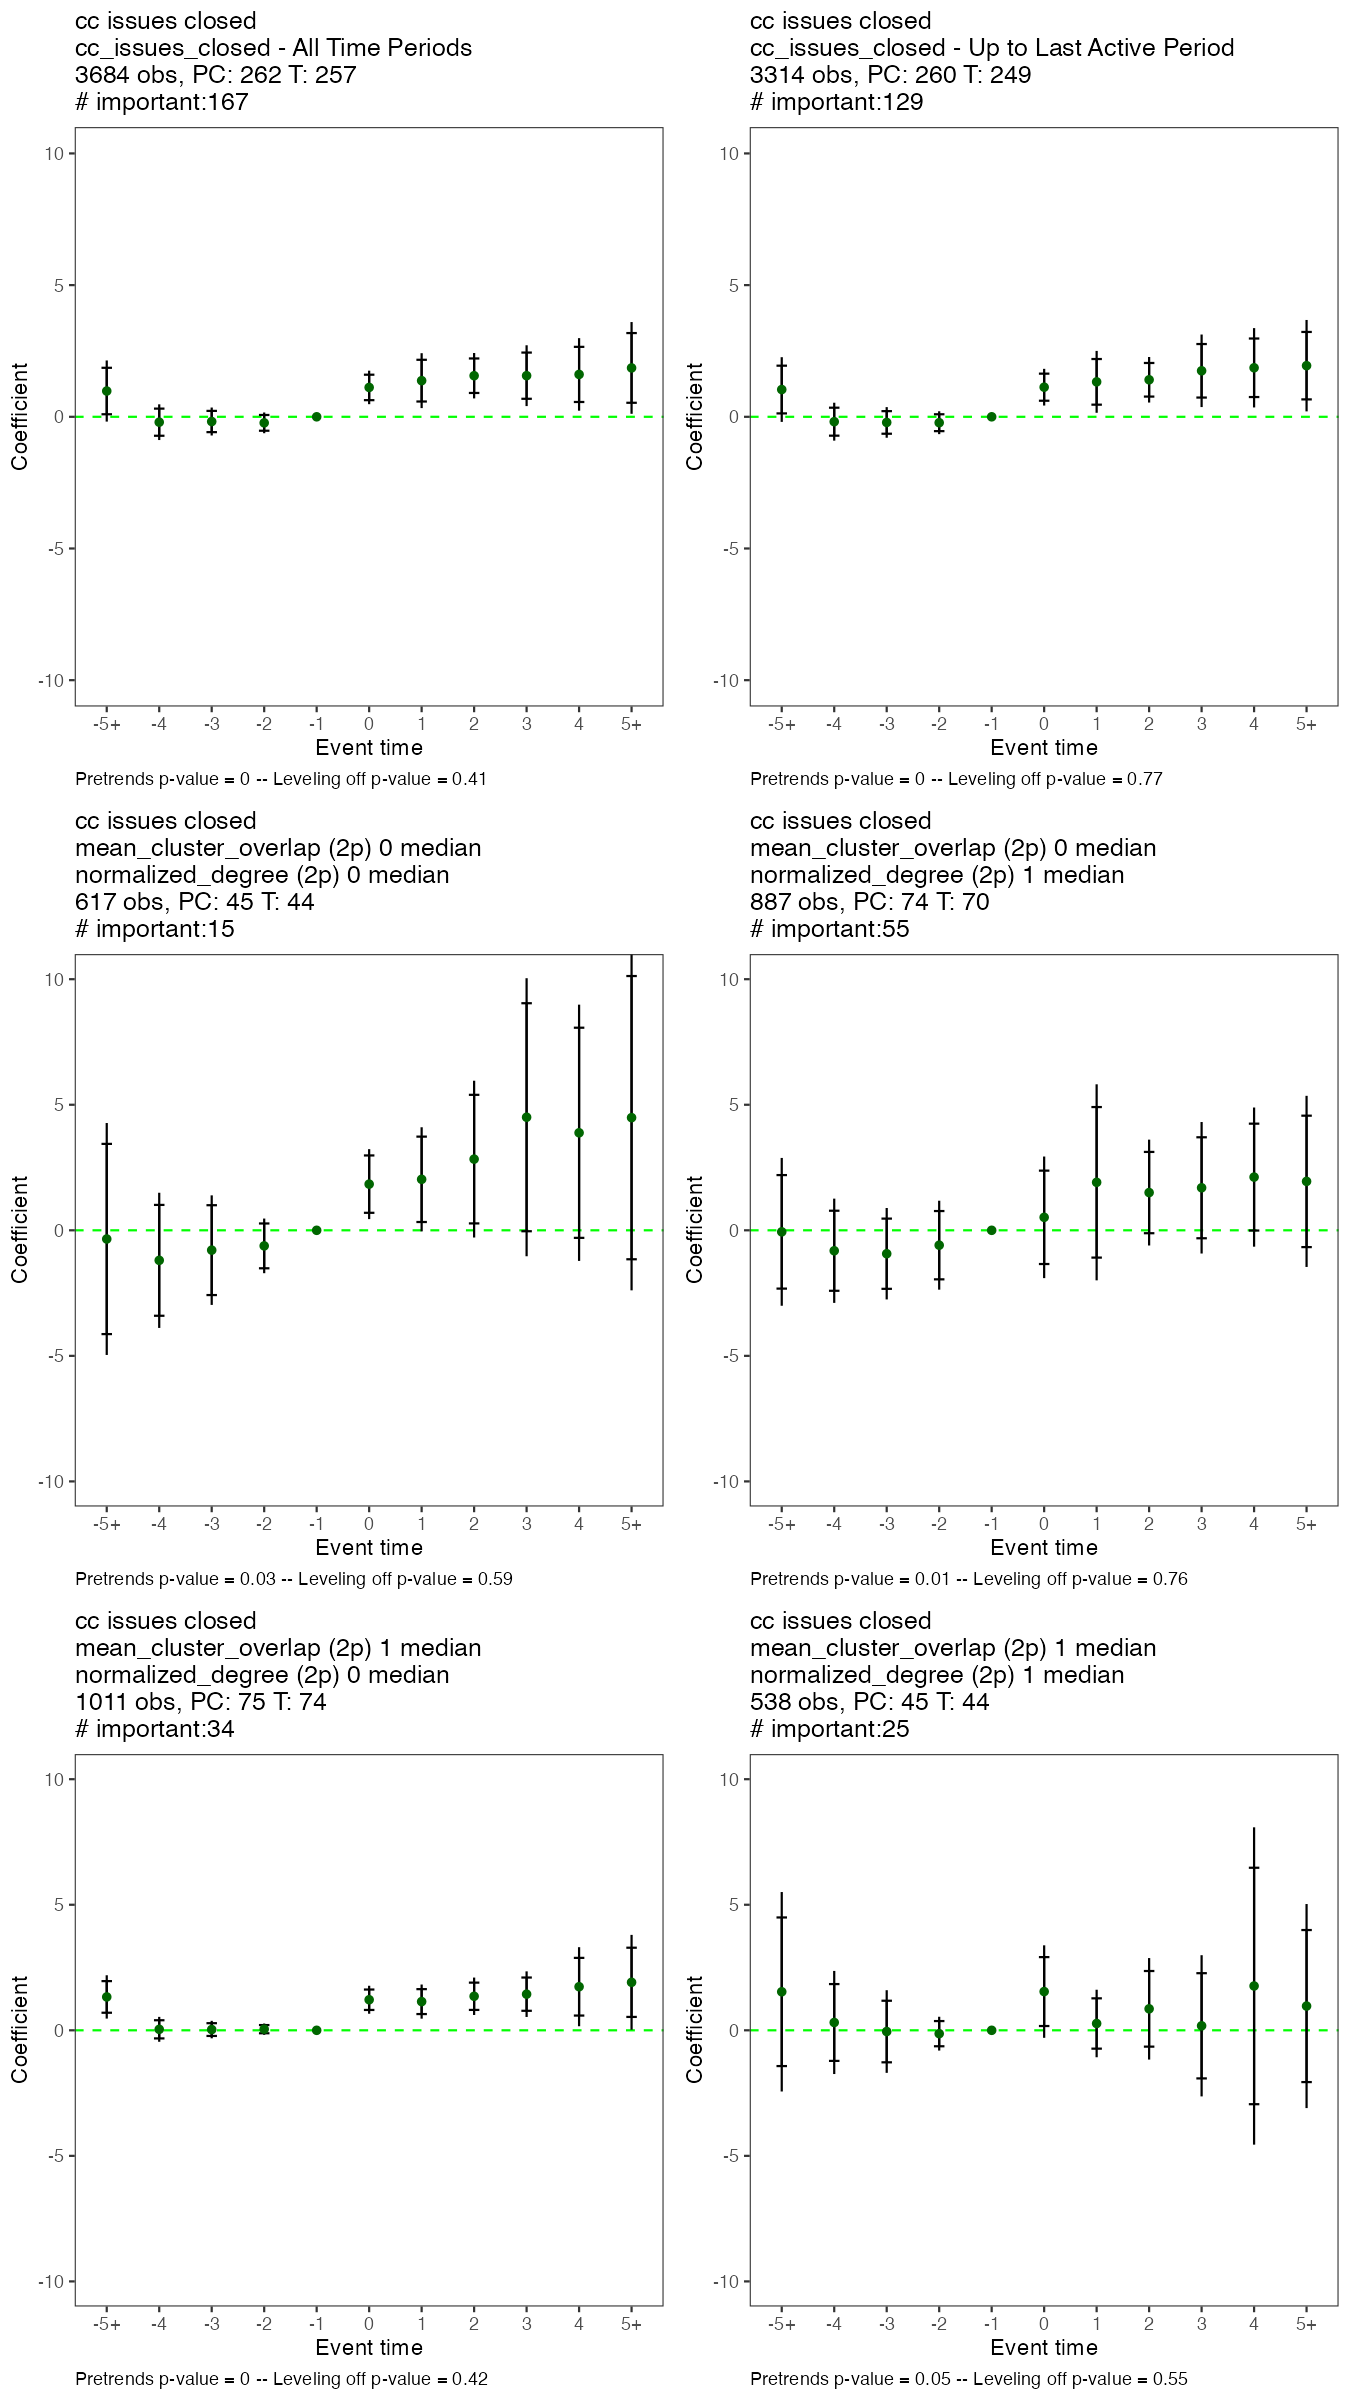 cc issues closed
cc_issues_closed - All Time Periods
3684 obs, PC: 262 T: 257
# important:167
10
5
0
-5
-10
Coefficient
-5+ -4 -3 -2 -1 0 1 2 3 4 5+
Event time
Pretrends p-value = 0 -- Leveling off p-value = 0.41
cc issues closed
cc_issues_closed - Up to Last Active Period
3314 obs, PC: 260 T: 249
# important:129
10
5
0
-5
-10
Coefficient
-5+ -4 -3 -2 -1 0 1 2 3 4 5+
Event time
Pretrends p-value = 0 -- Leveling off p-value = 0.77
cc issues closed
mean_cluster_overlap (2p) 0 median
normalized_degree (2p) 0 median
617 obs, PC: 45 T: 44
# important:15
10
5
0
-5
-10
Coefficient
-5+ -4 -3 -2 -1 0 1 2 3 4 5+
Event time
Pretrends p-value = 0.03 -- Leveling off p-value = 0.59
cc issues closed
mean_cluster_overlap (2p) 0 median
normalized_degree (2p) 1 median
887 obs, PC: 74 T: 70
# important:55
10
5
0
-5
-10
Coefficient
-5+ -4 -3 -2 -1 0 1 2 3 4 5+
Event time
Pretrends p-value = 0.01 -- Leveling off p-value = 0.76
cc issues closed
mean_cluster_overlap (2p) 1 median
normalized_degree (2p) 0 median
1011 obs, PC: 75 T: 74
# important:34
10
5
0
-5
-10
Coefficient
-5+ -4 -3 -2 -1 0 1 2 3 4 5+
Event time
Pretrends p-value = 0 -- Leveling off p-value = 0.42
cc issues closed
mean_cluster_overlap (2p) 1 median
normalized_degree (2p) 1 median
538 obs, PC: 45 T: 44
# important:25
10
5
0
-5
-10
Coefficient
-5+ -4 -3 -2 -1 0 1 2 3 4 5+
Event time
Pretrends p-value = 0.05 -- Leveling off p-value = 0.55